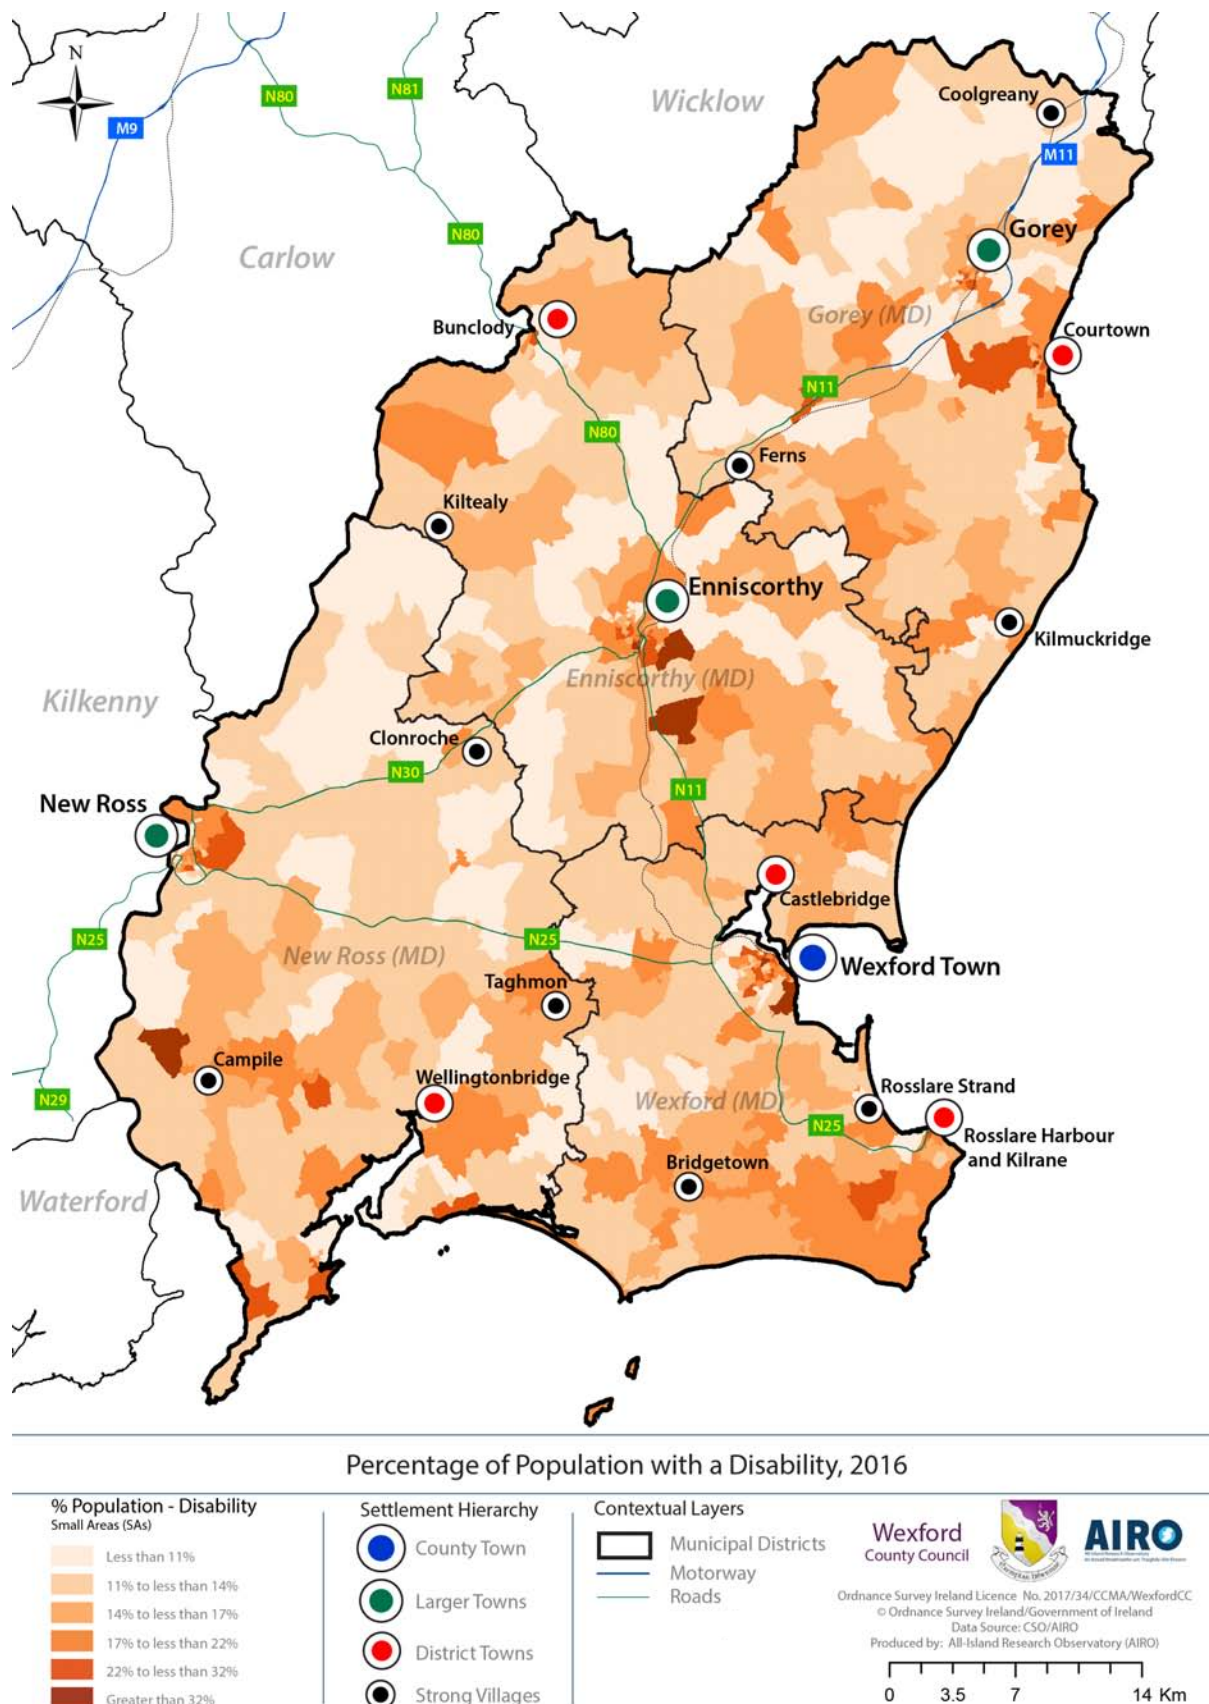 N
N80
N81
Wicklow
Coolgreany
M9
M11
Gorey
N80
Carlow
Gorey (MD)
Bunclody
Courtown
N11
N80
Ferns
Kiltealy
Enniscorthy
Kilmuckridge
Enniscorthy (MD)
Kilkenny
Clonroche
N30
N11
New Ross
Castlebridge
N25
N25
New Ross (MD)
Wexford Town
Taghmon
Campile
Wellingtonbridge
Rosslare Strand
N29
Wexford (MD)
N25
Rosslare Harbour
and Kilrane
Bridgetown
Waterford
Percentage of Population with a Disability, 2016
% Population - Disability
Small Areas (SAs)
Less than 11%
11% to less than 14%
14% to less than 17%
17% to less than 22%
22% to less than 32%
Greater than 32%
Settlement Hierarchy
County Town
Larger Towns
District Towns
Strong Villages
Contextual Layers
Municipal Districts
Motorway
Roads
Wexford
County Council
AIRO
Ordnance Survey Ireland Licence No. 2017/34/CCMA/WexfordCC
© Ordnance Survey Ireland/Government of Ireland
Data Source: CSO/AIRO
Produced by: All-Island Research Observatory (AIRO)
0 3.5 7 14 Km